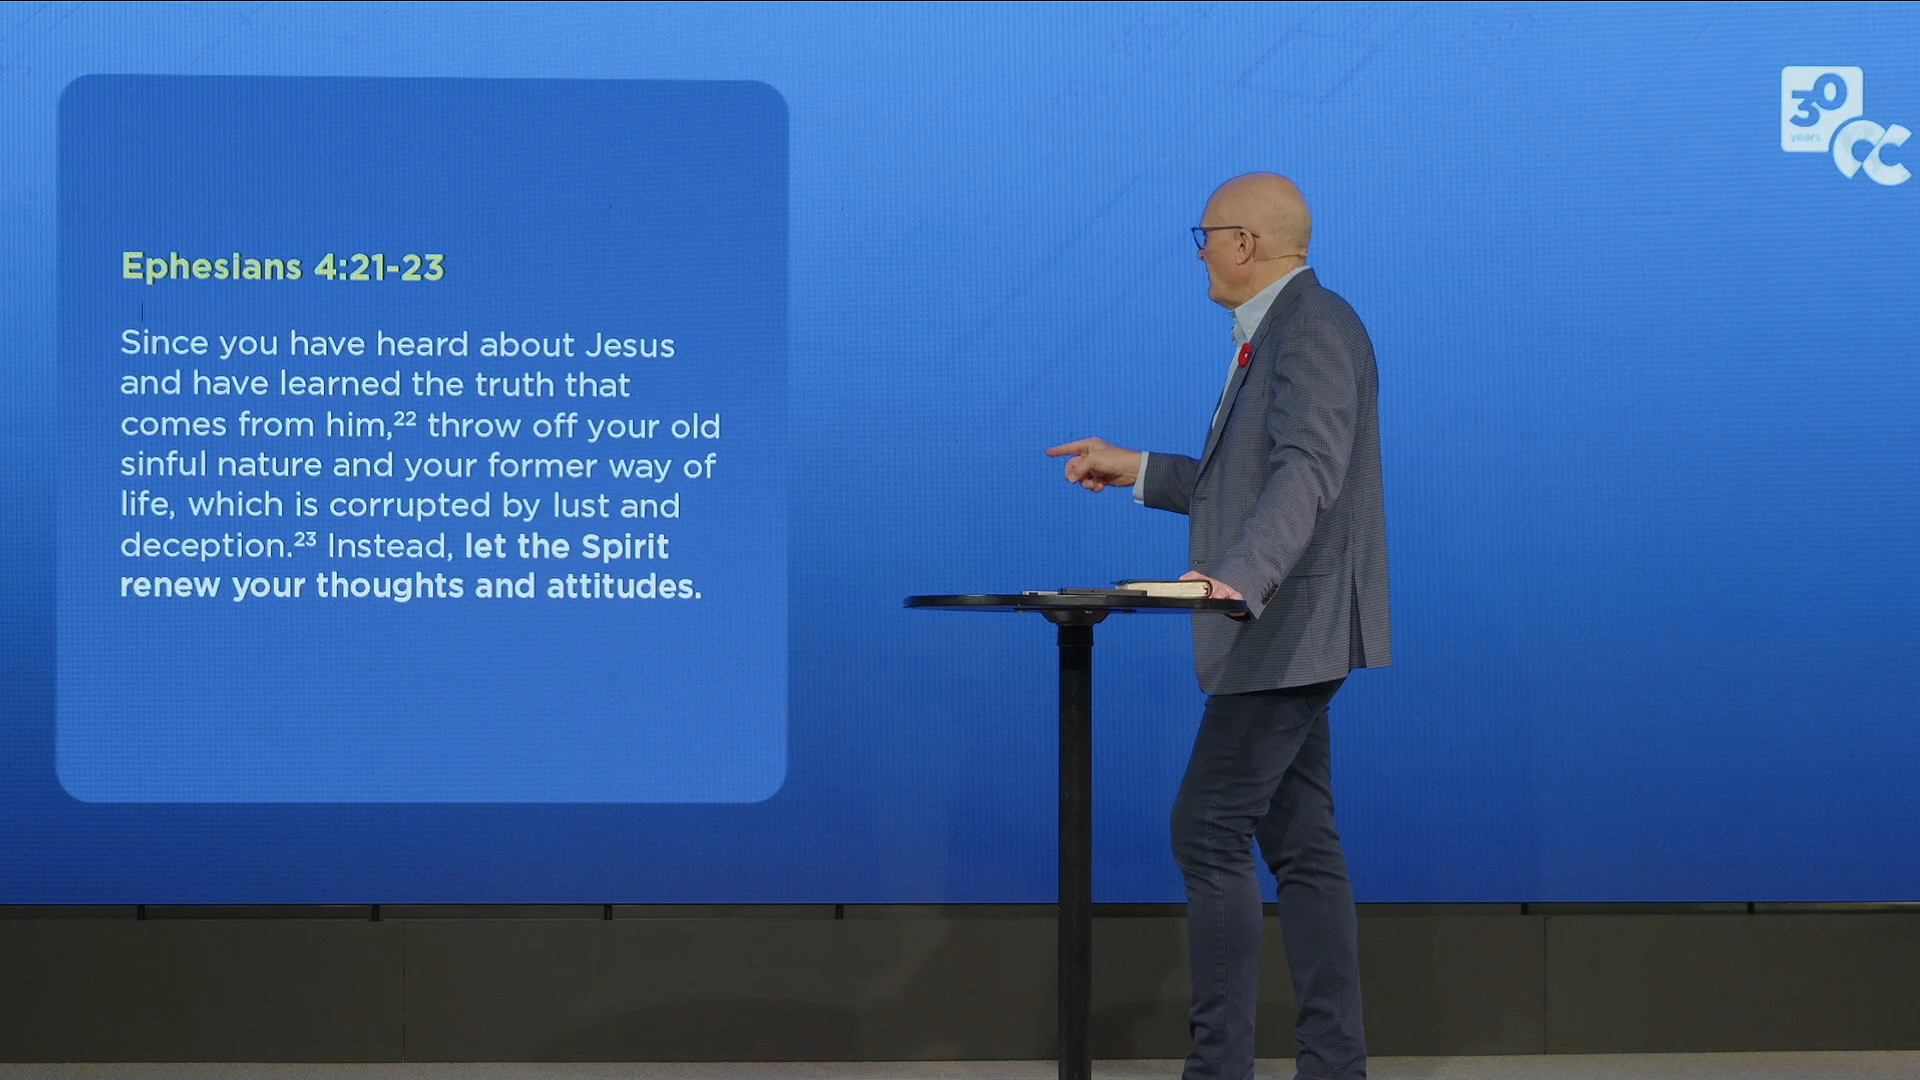 Ephesians 4:21-23
Since you have heard about Jesus
and have learned the truth that
comes from him,²² throw off your old
sinful nature and your former way of
life, which is corrupted by lust and
deception.²³ Instead, let the Spirit
renew your thoughts and attitudes.
30
years
CC